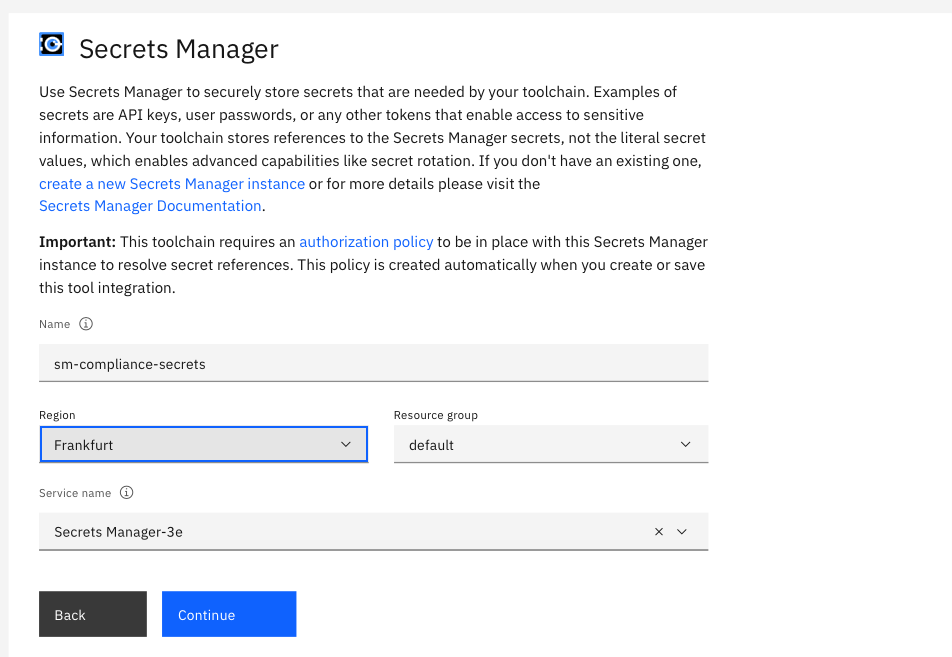 Secrets Manager
Use Secrets Manager to securely store secrets that are needed by your toolchain. Examples of
secrets are API keys, user passwords, or any other tokens that enable access to sensitive
information. Your toolchain stores references to the Secrets Manager secrets, not the literal secret
values, which enables advanced capabilities like secret rotation. If you don't have an existing one,
create a new Secrets Manager instance or for more details please visit the
Secrets Manager Documentation.
Important: This toolchain requires an authorization policy to be in place with this Secrets Manager
instance to resolve secret references. This policy is created automatically when you create or save
this tool integration.
Name
sm-compliance-secrets
Region
Resource group
Frankfurt
default
Service name
Secrets Manager-3e
Back
Continue